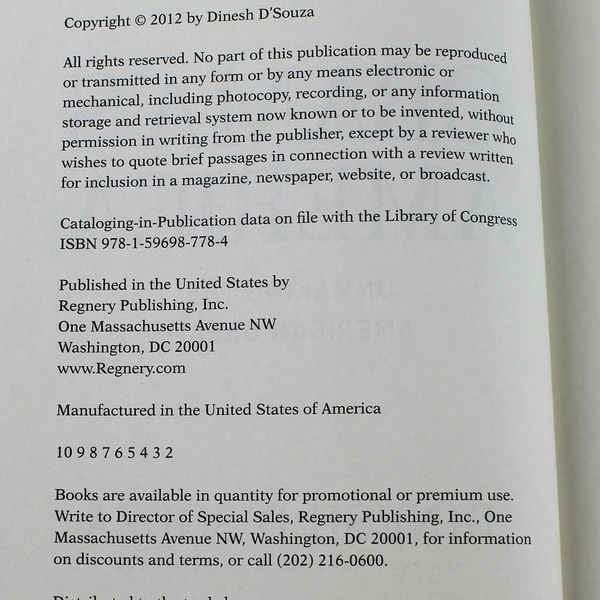 Copyright © 2012 by Dinesh D'Souza
All rights reserved. No part of this publication may be reproduced
or transmitted in any form or by any means electronic or
mechanical, including photocopy, recording, or any information
storage and retrieval system now known or to be invented, without
permission in writing from the publisher, except by a reviewer who
wishes to quote brief passages in connection with a review written
for inclusion in a magazine, newspaper, website, or broadcast.
Cataloging-in-Publication data on file with the Library of Congress
ISBN 978-1-59698-778-4
Published in the United States by
Regnery Publishing, Inc.
One Massachusetts Avenue NW
Washington, DC 20001
www.Regnery.com
Manufactured in the United States of America
10 9 8 7 6 5 4 3 2
Books are available in quantity for promotional or premium use.
Write to Director of Special Sales, Regnery Publishing, Inc., One
Massachusetts Avenue NW, Washington, DC 20001, for information
on discounts and terms, or call (202) 216-0600.